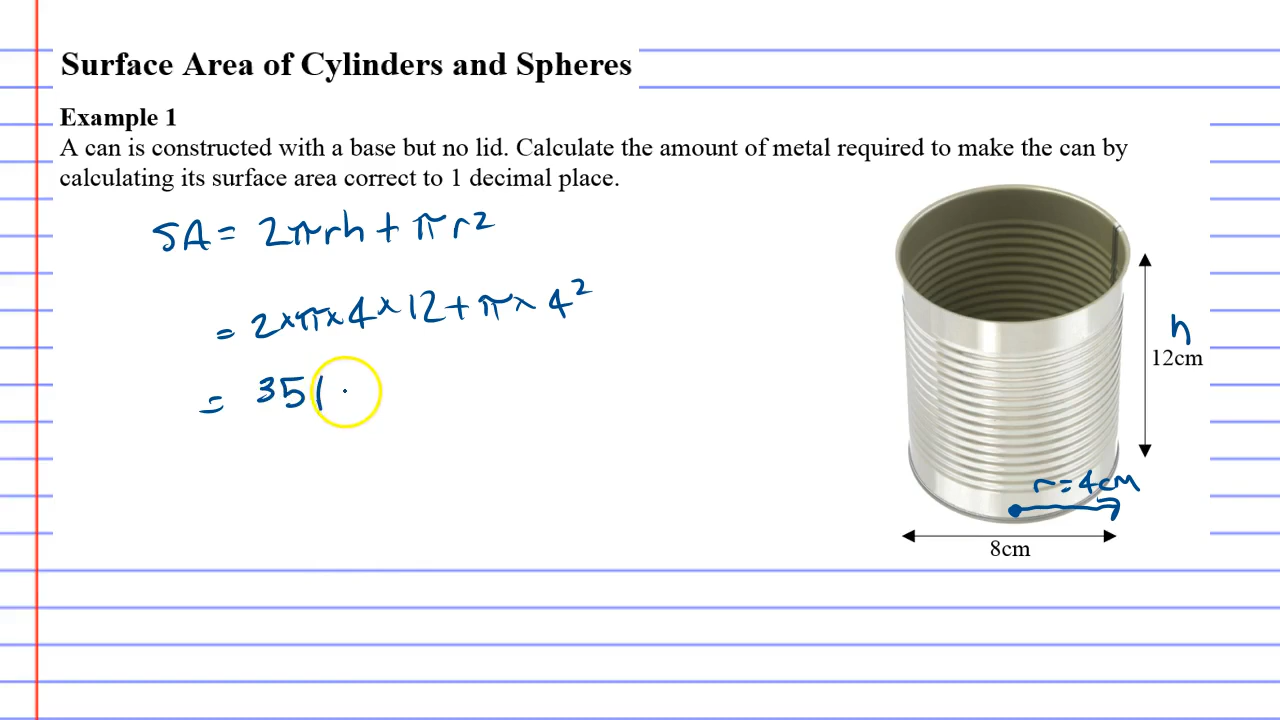 Surface Area of Cylinders and Spheres
Example 1
A can is constructed with a base but no lid. Calculate the amount of metal required to make the can by
calculating its surface area correct to 1 decimal place.
SA = 2πrh + πr²
= 2×π×4×12+π×4²
= 351
h
12cm
r=4cm
8cm